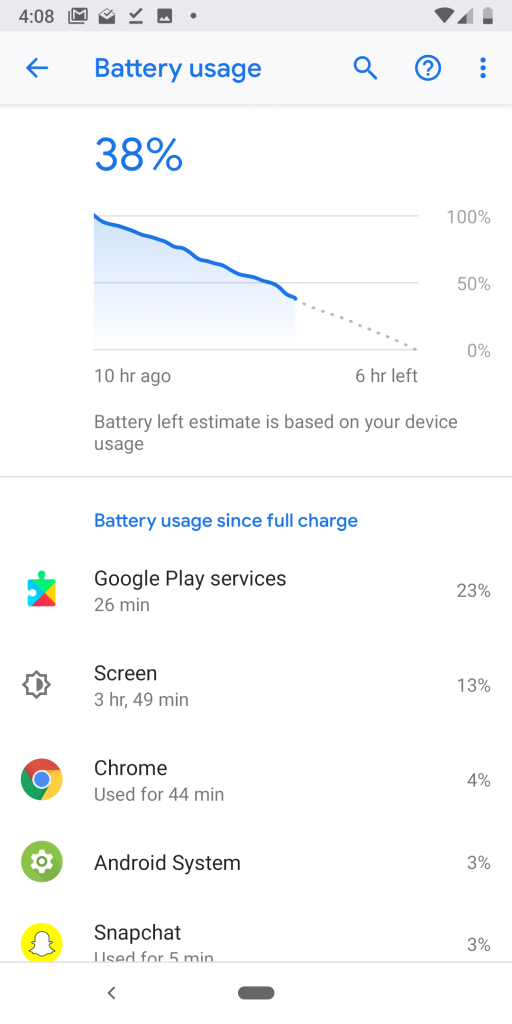 4:08
Battery usage
38%
100%
50%
0%
10 hr ago
6 hr left
Battery left estimate is based on your device
usage
Battery usage since full charge
Google Play services
26 min
23%
Screen
3 hr, 49 min
13%
Chrome
Used for 44 min
4%
Android System
3%
Snapchat
Used for 5 min
3%